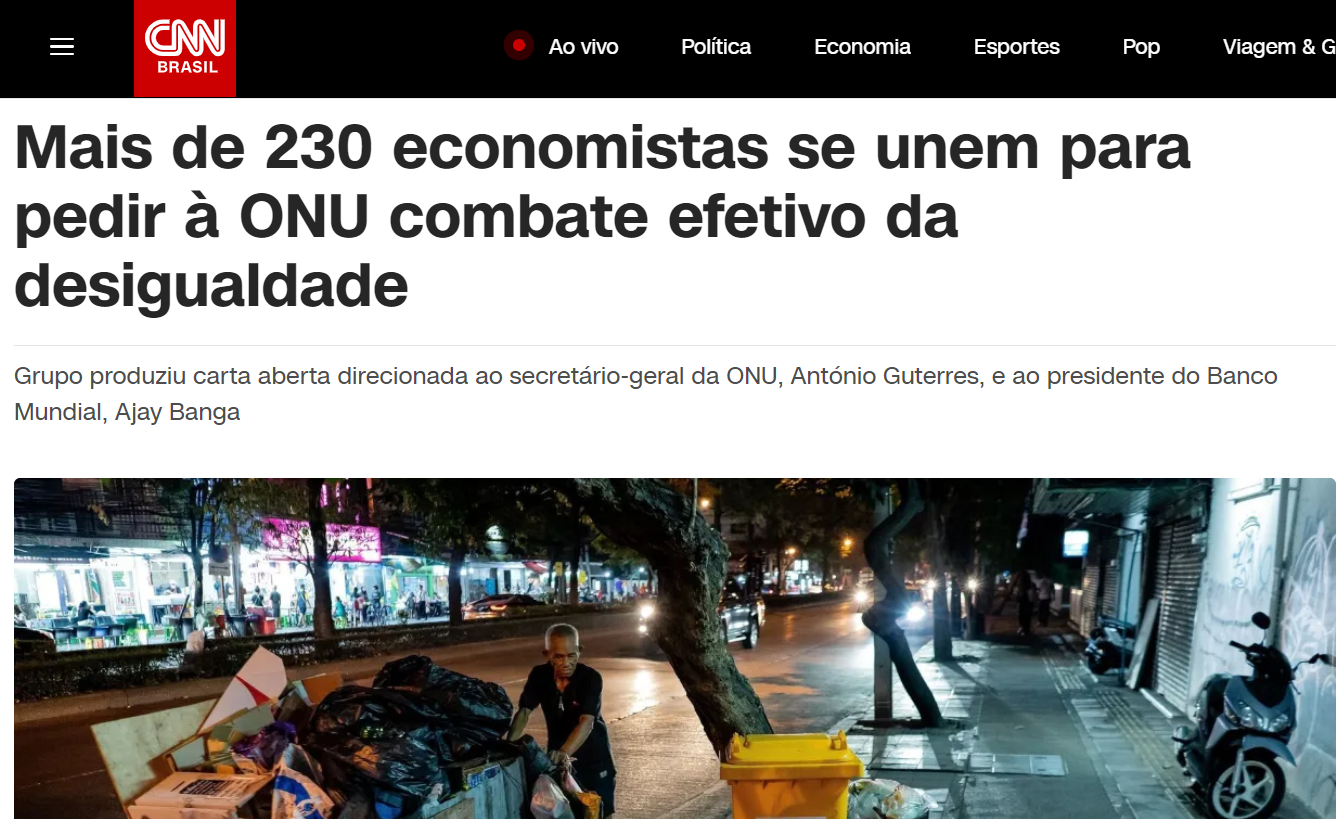 CNN
BRASIL
Ao vivo
Política
Economia
Esportes
Pop
Viagem & G
Mais de 230 economistas se unem para
pedir à ONU combate efetivo da
desigualdade
Grupo produziu carta aberta direcionada ao secretário-geral da ONU, António Guterres, e ao presidente do Banco
Mundial, Ajay Banga